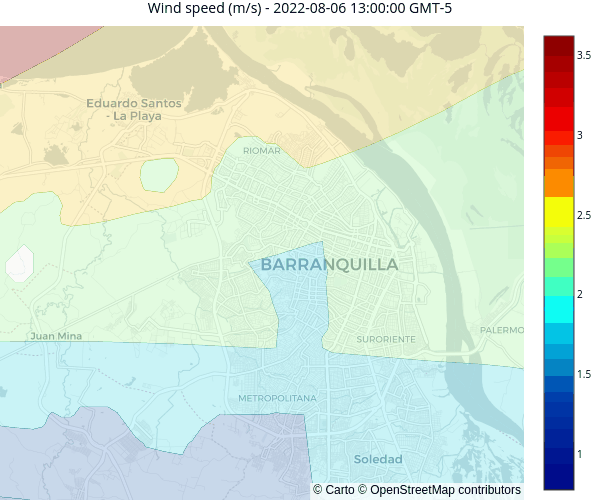 Wind speed (m/s) - 2022-08-06 13:00:00 GMT-5
Eduardo Santos
- La Playa
RIOMAR
BARRANQUILLA
Juan Mina
SURORIENTE
PALERMO
METROPOLITANA
Soledad
© Carto © OpenStreetMap contributors
3.5
3
2.5
2
1.5
1